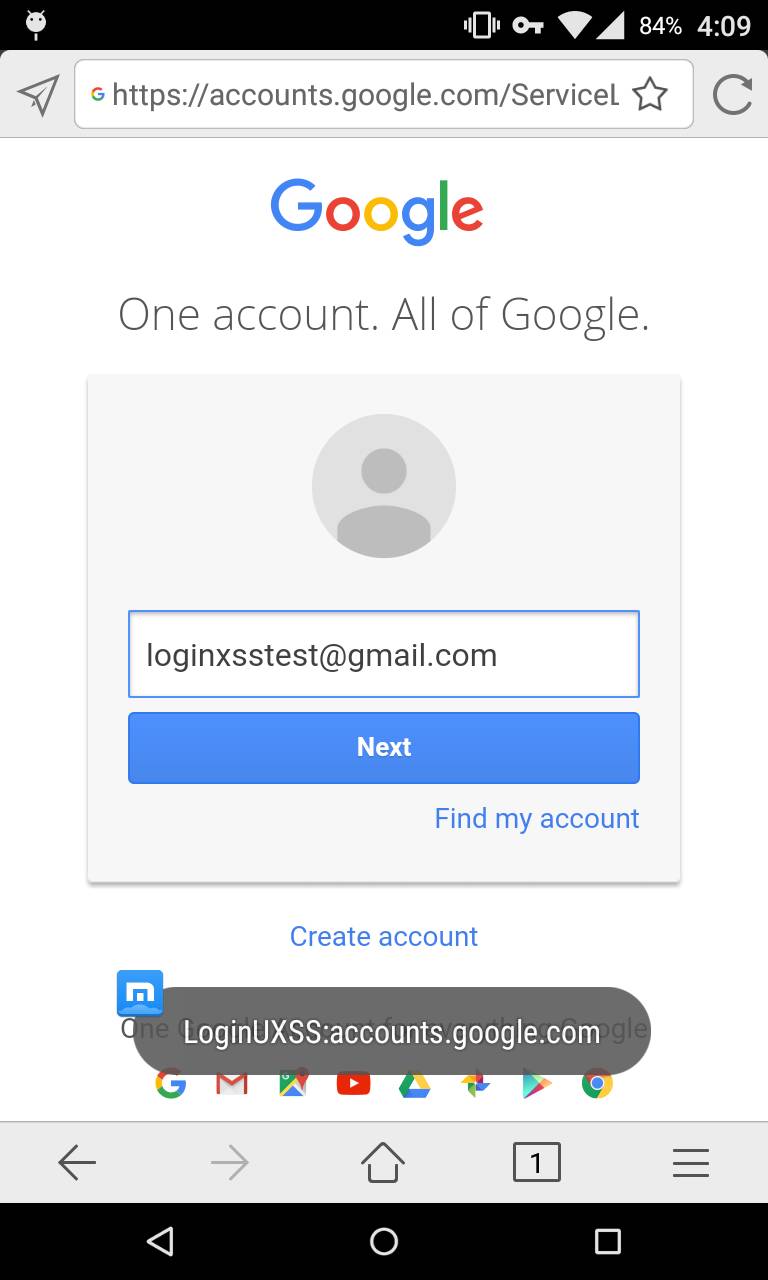 84% 4:09
https://accounts.google.com/ServiceL
Google
One account. All of Google.
loginxsstest@gmail.com
Next
Find my account
Create account
One Google
LoginUXSS:accounts.google.com
1